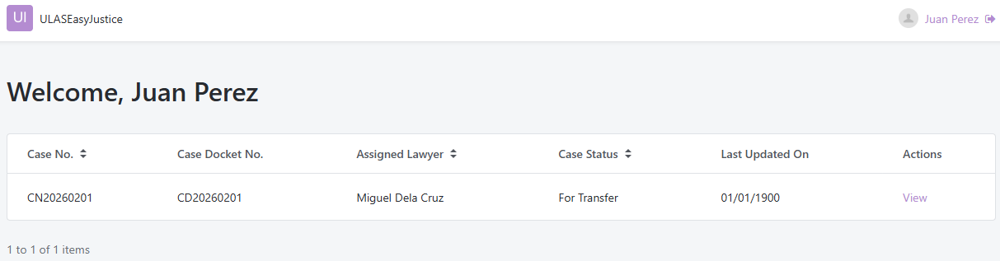 UI ULASEasyJustice Juan Perez
Welcome, Juan Perez
Case No. Case Docket No. Assigned Lawyer Case Status Last Updated On Actions
CN20260201 CD20260201 Miguel Dela Cruz For Transfer 01/01/1900 View
1 to 1 of 1 items